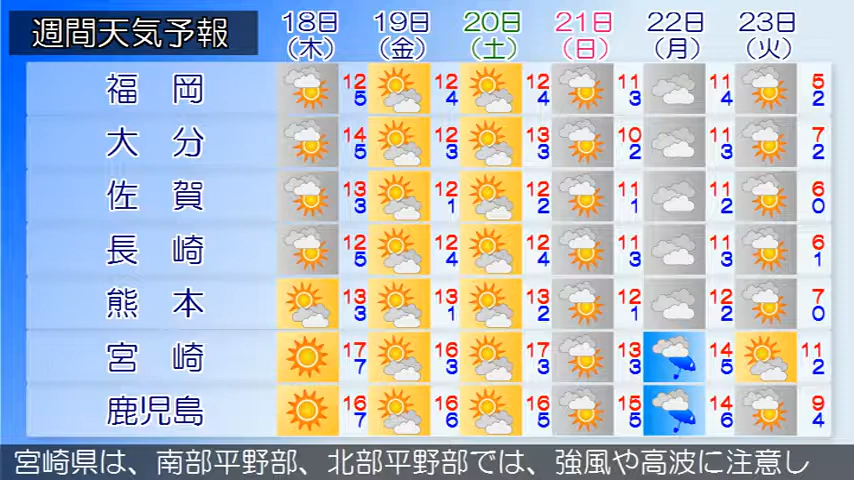 週間天気予報 18日 19日 20日 21日 22日 23日
(木) (金) (土) (日) (月) (火)
福岡 12 12 12 11 11 5
5 4 4 3 4 2
大分 14 12 13 10 11 7
5 3 3 2 3 2
佐賀 13 12 12 11 11 6
3 1 2 1 2 0
長崎 12 12 12 11 11 6
5 4 4 3 3 1
熊本 13 13 13 12 12 7
3 1 2 1 2 0
宮崎 17 16 17 13 14 11
7 3 3 3 5 2
鹿児島 16 16 16 15 14 9
7 6 5 5 6 4
宮崎県は、南部平野部、北部平野部では、強風や高波に注意し